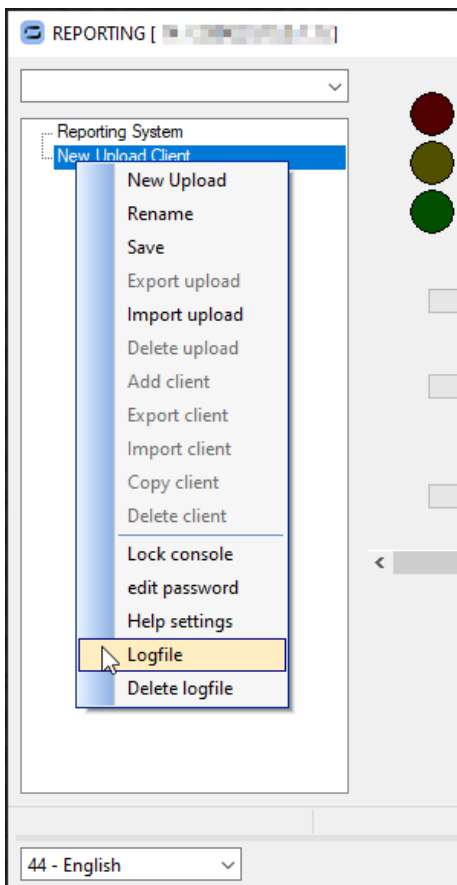 REPORTING [ ]
Reporting System
New Upload Client
New Upload
Rename
Save
Export upload
Import upload
Delete upload
Add client
Export client
Import client
Copy client
Delete client
Lock console
edit password
Help settings
Logfile
Delete logfile
44 - English